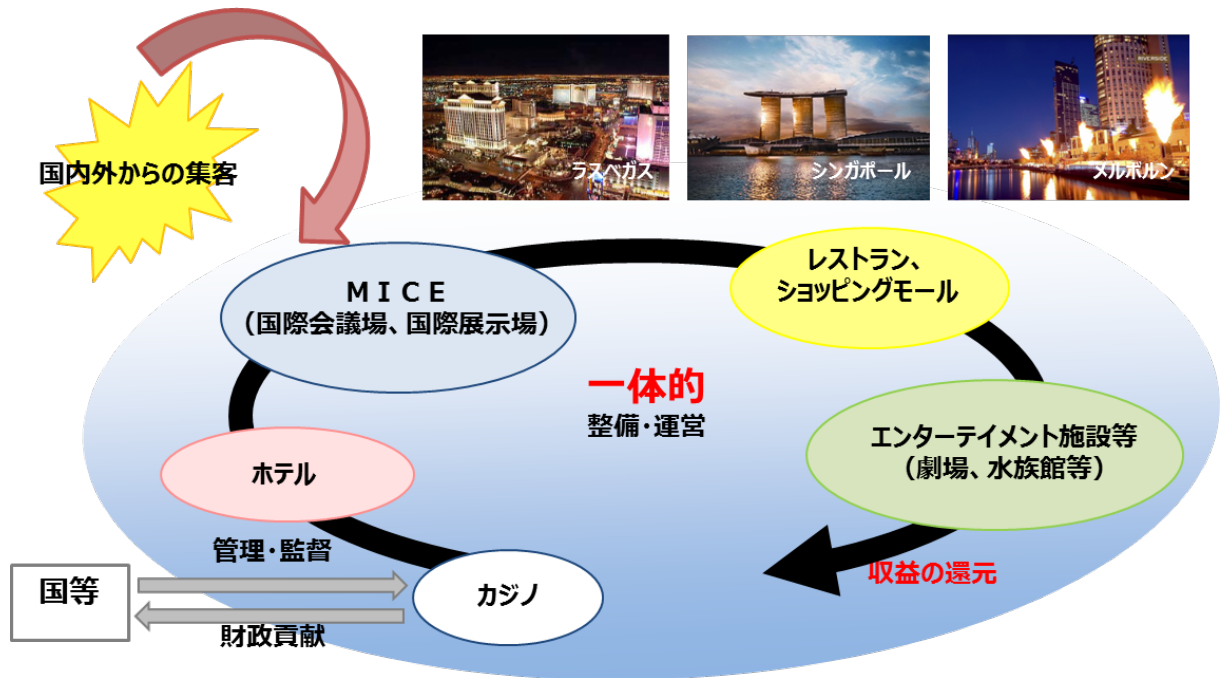 ラスベガス
シンガポール
RIVERSIDE
メルボルン
国内外からの集客
ＭＩＣＥ
（国際会議場、国際展示場）
レストラン、
ショッピングモール
一体的
整備・運営
エンターテイメント施設等
（劇場、水族館等）
ホテル
管理・監督
国等
カジノ
財政貢献
収益の還元